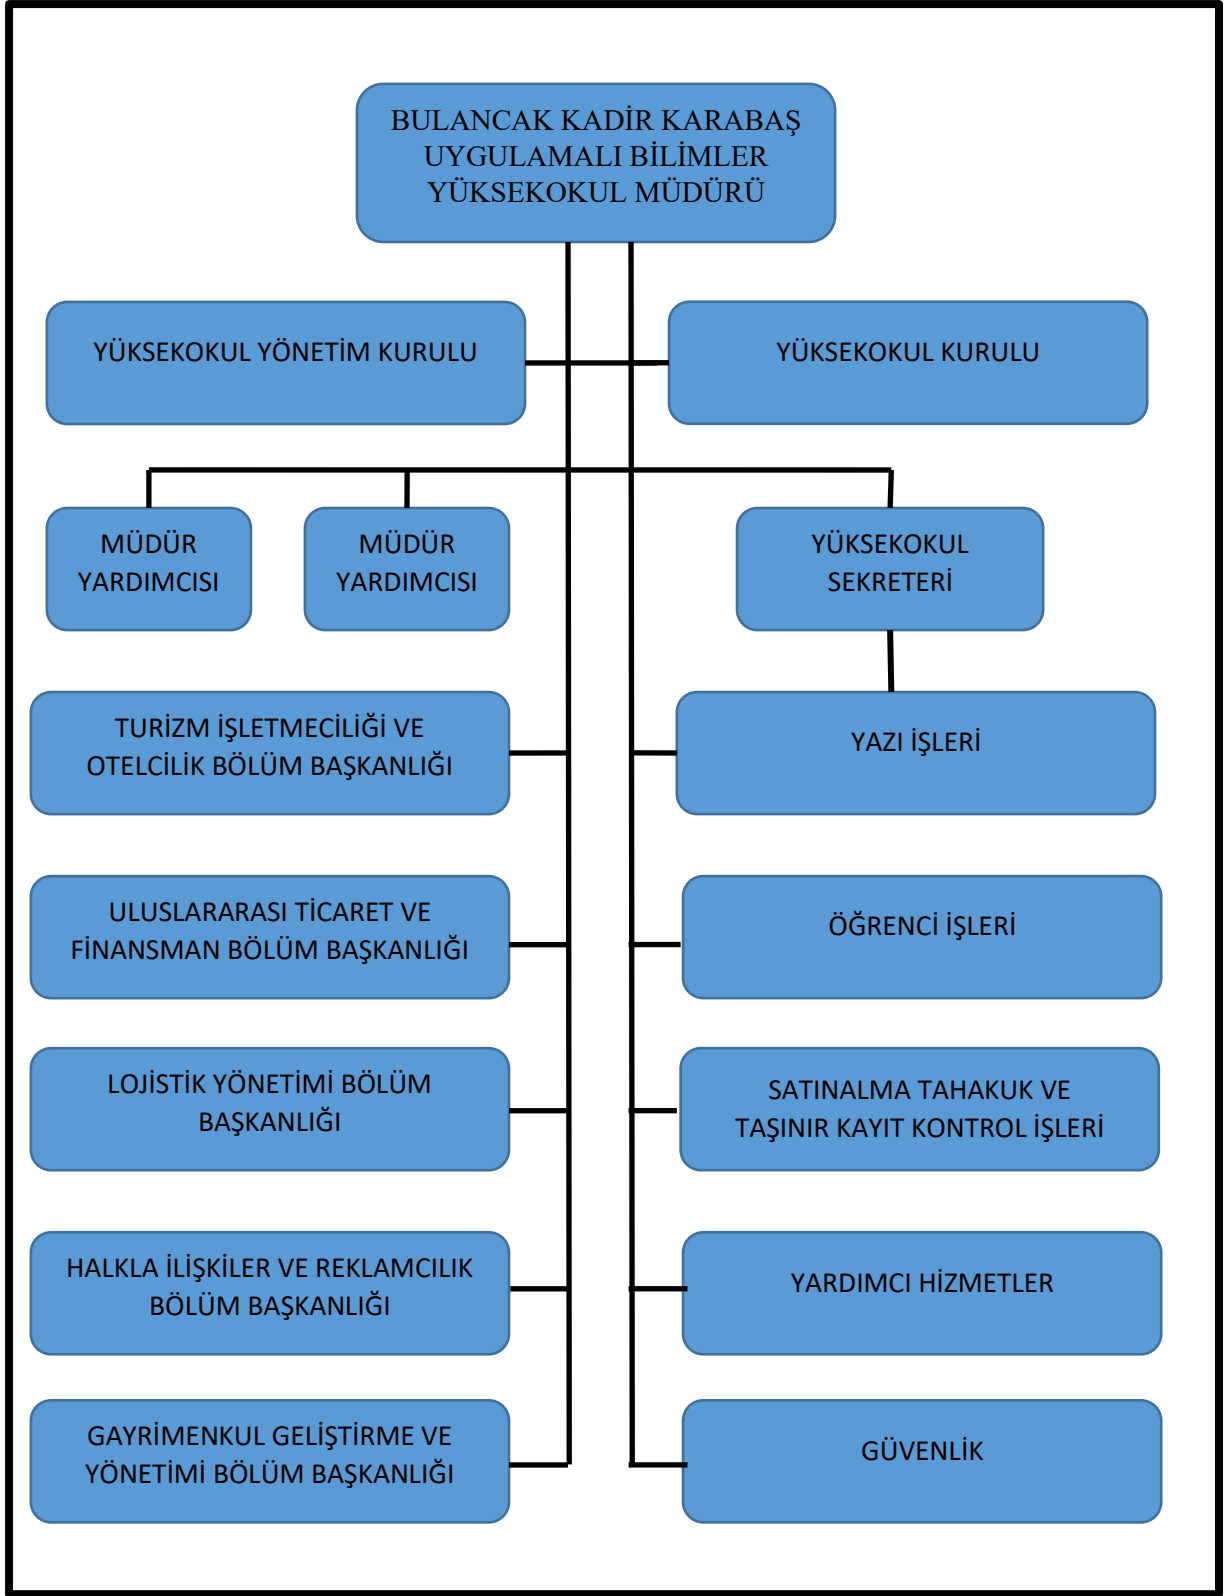 BULANCAK KADİR KARABAŞ
UYGULAMALI BİLİMLER
YÜKSEKOKUL MÜDÜRÜ
YÜKSEKOKUL YÖNETİM KURULU
YÜKSEKOKUL KURULU
MÜDÜR
YARDIMCISI
MÜDÜR
YARDIMCISI
YÜKSEKOKUL
SEKRETERİ
TURİZM İŞLETMECİLİĞİ VE
OTELCİLİK BÖLÜM BAŞKANLIĞI
YAZI İŞLERİ
ULUSLARARASI TİCARET VE
FİNANSMAN BÖLÜM BAŞKANLIĞI
ÖĞRENCİ İŞLERİ
LOJİSTİK YÖNETİMİ BÖLÜM
BAŞKANLIĞI
SATINALMA TAHAKUK VE
TAŞINIR KAYIT KONTROL İŞLERİ
HALKLA İLİŞKİLER VE REKLAMCILIK
BÖLÜM BAŞKANLIĞI
YARDIMCI HİZMETLER
GAYRİMENKUL GELİŞTİRME VE
YÖNETİMİ BÖLÜM BAŞKANLIĞI
GÜVENLİK